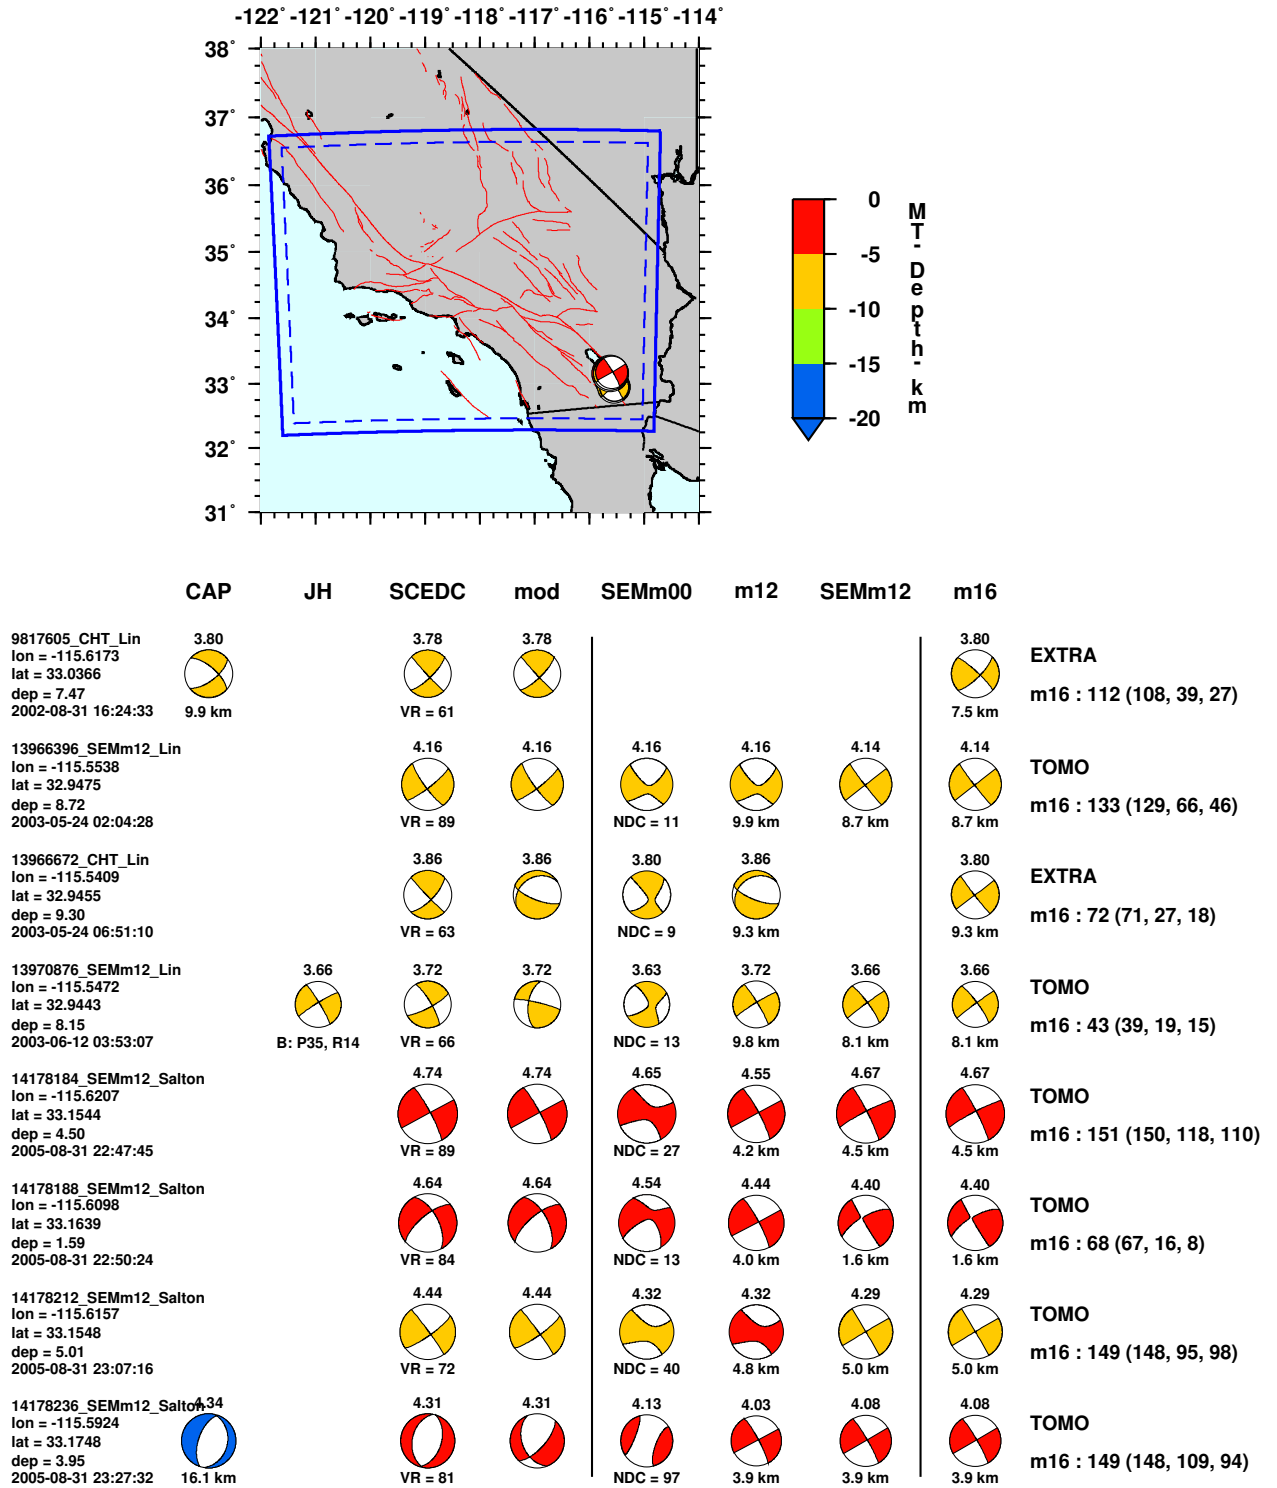 -122° -121° -120° -119° -118° -117° -116° -115° -114°
38°
37°
36°
35°
34°
33°
32°
31°
0
-5
-10
-15
-20
MT-Depth-km
CAP JH SCEDC mod SEMm00 m12 SEMm12 m16
9817605_CHT_Lin
lon = -115.6173
lat = 33.0366
dep = 7.47
2002-08-31 16:24:33
3.80 3.78 3.78 3.80
9.9 km VR = 61 7.5 km
EXTRA
m16 : 112 (108, 39, 27)
13966396_SEMm12_Lin
lon = -115.5538
lat = 32.9475
dep = 8.72
2003-05-24 02:04:28
4.16 4.16 4.16 4.16 4.14 4.14
VR = 89 NDC = 11 9.9 km 8.7 km 8.7 km
TOMO
m16 : 133 (129, 66, 46)
13966672_CHT_Lin
lon = -115.5409
lat = 32.9455
dep = 9.30
2003-05-24 06:51:10
3.86 3.86 3.80 3.86 3.80
VR = 63 NDC = 9 9.3 km 9.3 km
EXTRA
m16 : 72 (71, 27, 18)
13970876_SEMm12_Lin
lon = -115.5472
lat = 32.9443
dep = 8.15
2003-06-12 03:53:07
3.66 3.72 3.72 3.63 3.72 3.66 3.66
B: P35, R14 VR = 66 NDC = 13 9.8 km 8.1 km 8.1 km
TOMO
m16 : 43 (39, 19, 15)
14178184_SEMm12_Salton
lon = -115.6207
lat = 33.1544
dep = 4.50
2005-08-31 22:47:45
4.74 4.74 4.65 4.55 4.67 4.67
VR = 89 NDC = 27 4.2 km 4.5 km 4.5 km
TOMO
m16 : 151 (150, 118, 110)
14178188_SEMm12_Salton
lon = -115.6098
lat = 33.1639
dep = 1.59
2005-08-31 22:50:24
4.64 4.64 4.54 4.44 4.40 4.40
VR = 84 NDC = 13 4.0 km 1.6 km 1.6 km
TOMO
m16 : 68 (67, 16, 8)
14178212_SEMm12_Salton
lon = -115.6157
lat = 33.1548
dep = 5.01
2005-08-31 23:07:16
4.44 4.44 4.32 4.32 4.29 4.29
VR = 72 NDC = 40 4.8 km 5.0 km 5.0 km
TOMO
m16 : 149 (148, 95, 98)
14178236_SEMm12_Salton
lon = -115.5924
lat = 33.1748
dep = 3.95
2005-08-31 23:27:32
4.34 4.31 4.31 4.13 4.03 4.08 4.08
16.1 km VR = 81 NDC = 97 3.9 km 3.9 km 3.9 km
TOMO
m16 : 149 (148, 109, 94)